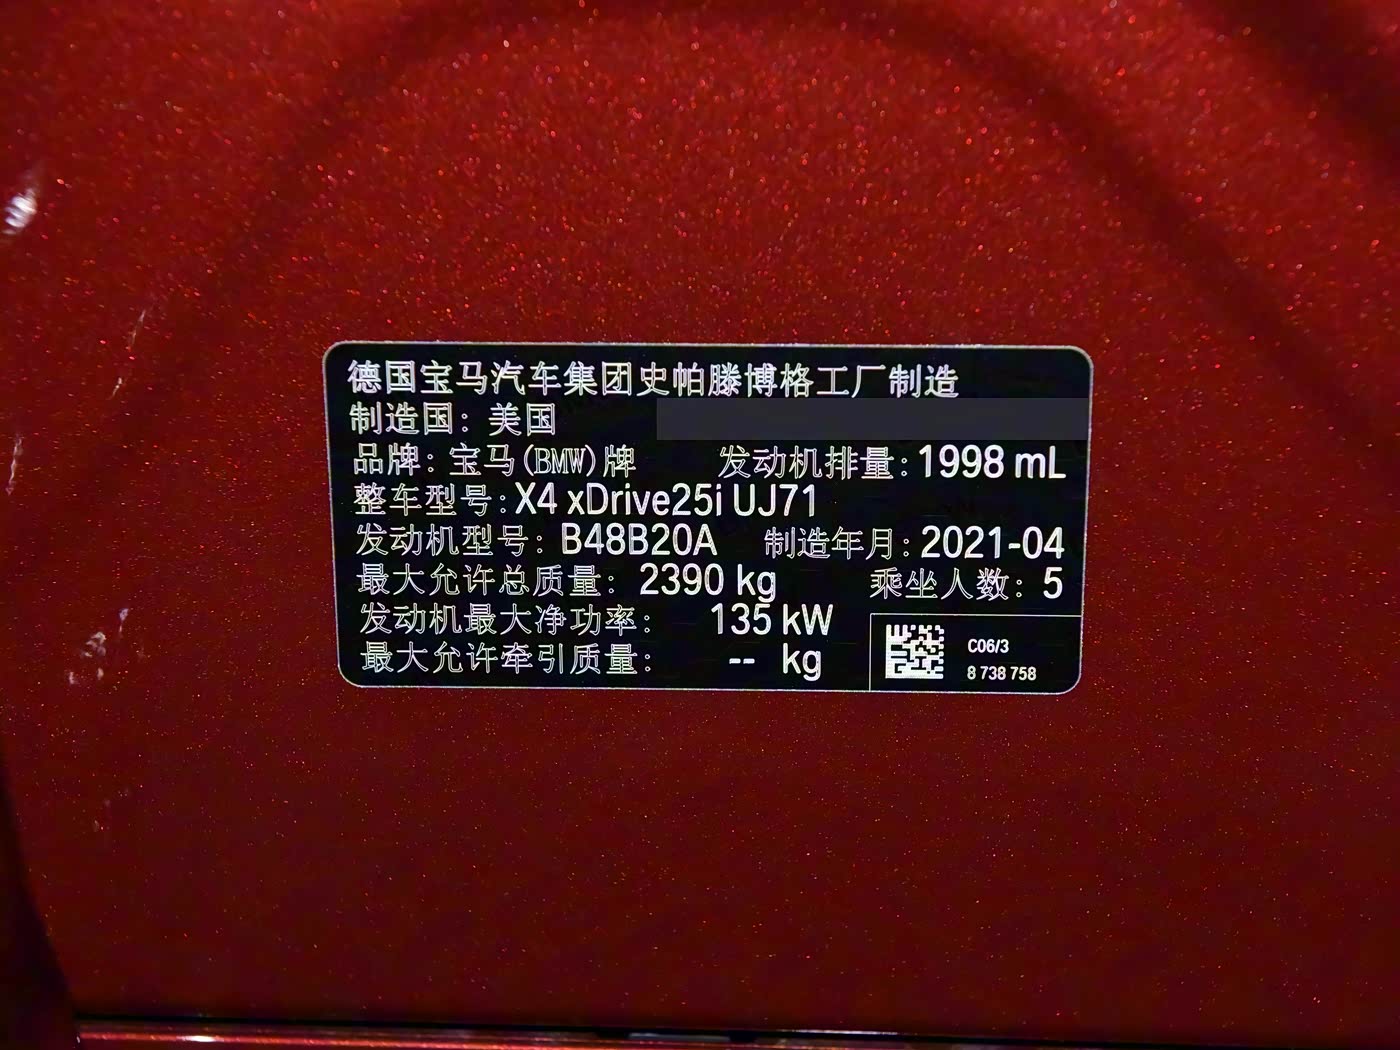 德国宝马汽车集团史帕滕博格工厂制造
制造国：美国
品牌：宝马(BMW)牌 发动机排量：1998 mL
整车型号：X4 xDrive25i UJ71
发动机型号：B48B20A 制造年月：2021-04
最大允许总质量：2390 kg 乘坐人数：5
发动机最大净功率：135 kW
最大允许牵引质量：-- kg
C06/3
8 738 758